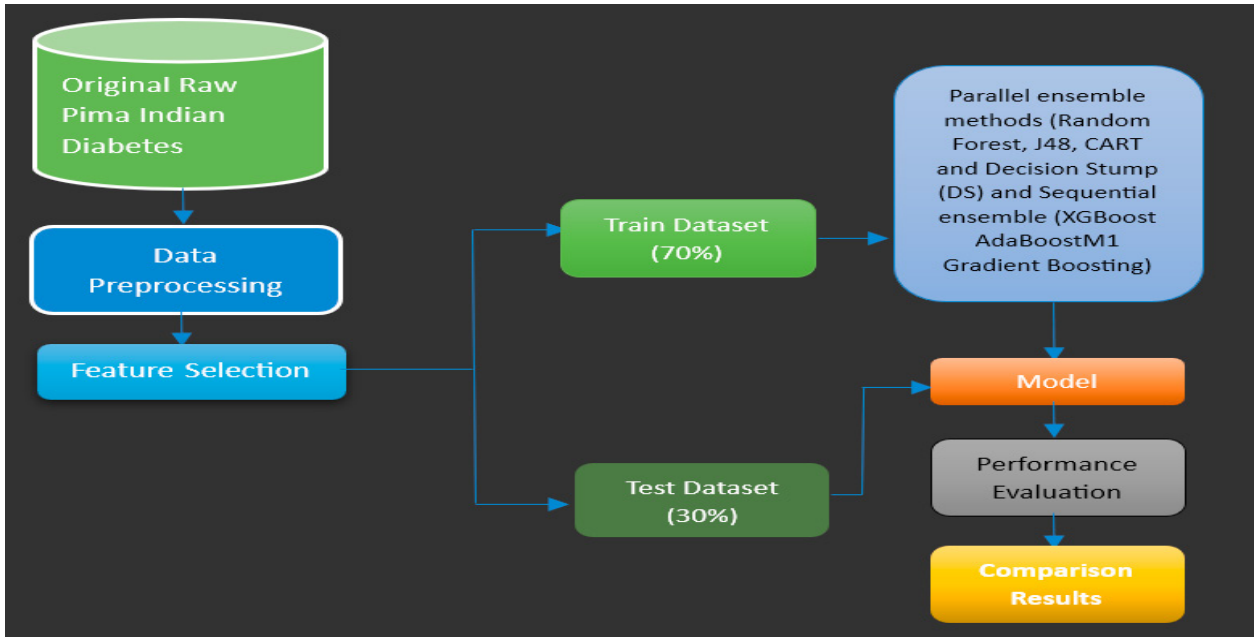 Original Raw
Pima Indian
Diabetes
Data
Preprocessing
Feature Selection
Train Dataset
(70%)
Test Dataset
(30%)
Parallel ensemble
methods (Random
Forest, J48, CART
and Decision Stump
(DS) and Sequential
ensemble (XGBoost
AdaBoostM1
Gradient Boosting)
Model
Performance
Evaluation
Comparison
Results